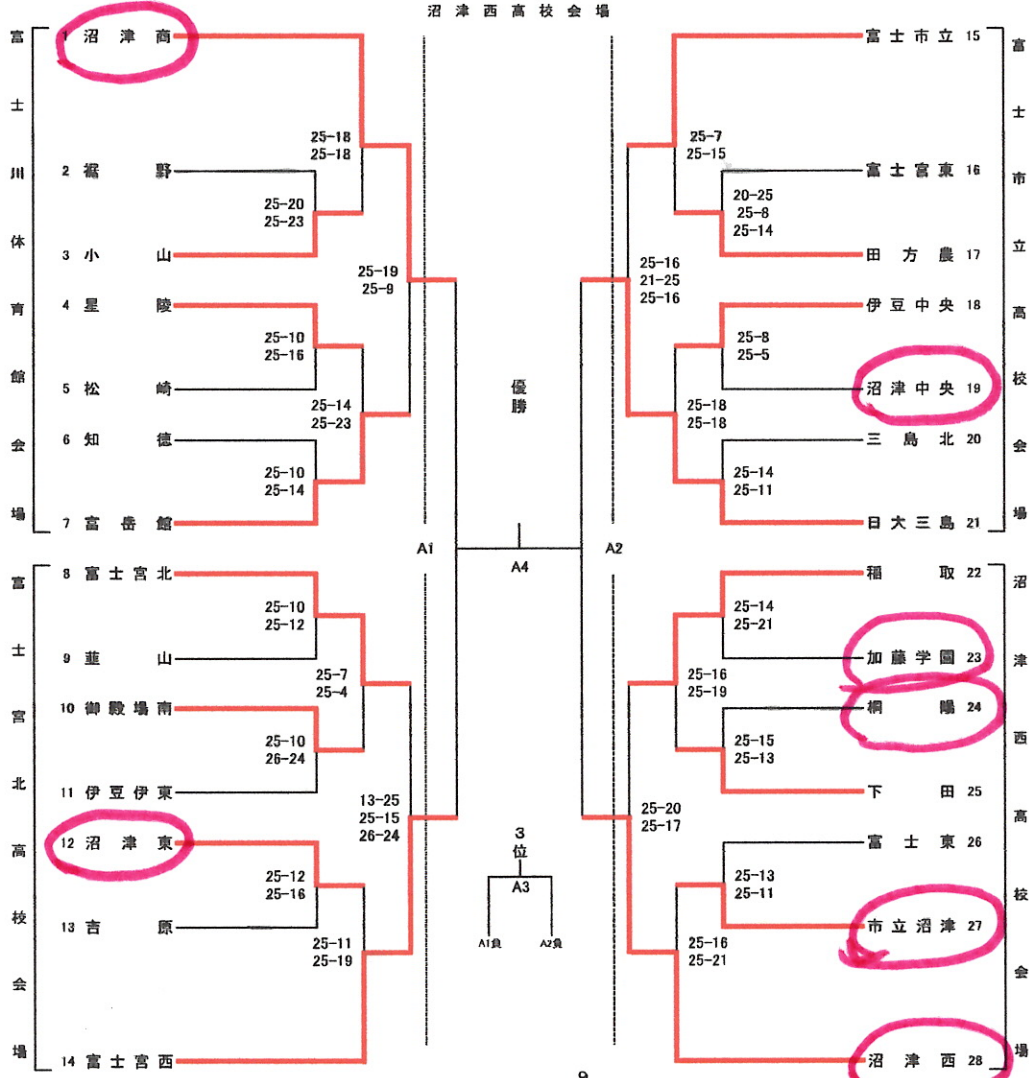 沼津西高校会場
富士川体育館会場
1 沼津商
2 裾野
3 小山
4 星陵
5 松崎
6 知徳
7 富岳館
25-18
25-18
25-20
25-23
25-19
25-9
25-10
25-16
25-14
25-23
25-10
25-14
富士宮北高校会場
8 富士宮北
9 韮山
10 御殿場南
11 伊豆伊東
12 沼津東
13 吉原
14 富士宮西
25-10
25-12
25-7
25-4
25-10
26-24
13-25
25-15
26-24
25-12
25-16
25-11
25-19
優勝
A1
A4
A2
3位
A3
A1負
A2負
富士市立高校会場
富士市立 15
富士宮東 16
田方農 17
伊豆中央 18
沼津中央 19
三島北 20
日大三島 21
25-7
25-15
20-25
25-8
25-14
25-16
21-25
25-16
25-8
25-5
25-18
25-18
25-14
25-11
沼津西高校会場
稲取 22
加藤学園 23
桐陽 24
下田 25
富士東 26
市立沼津 27
沼津西 28
25-14
25-21
25-16
25-19
25-15
25-13
25-20
25-17
25-13
25-11
25-16
25-21